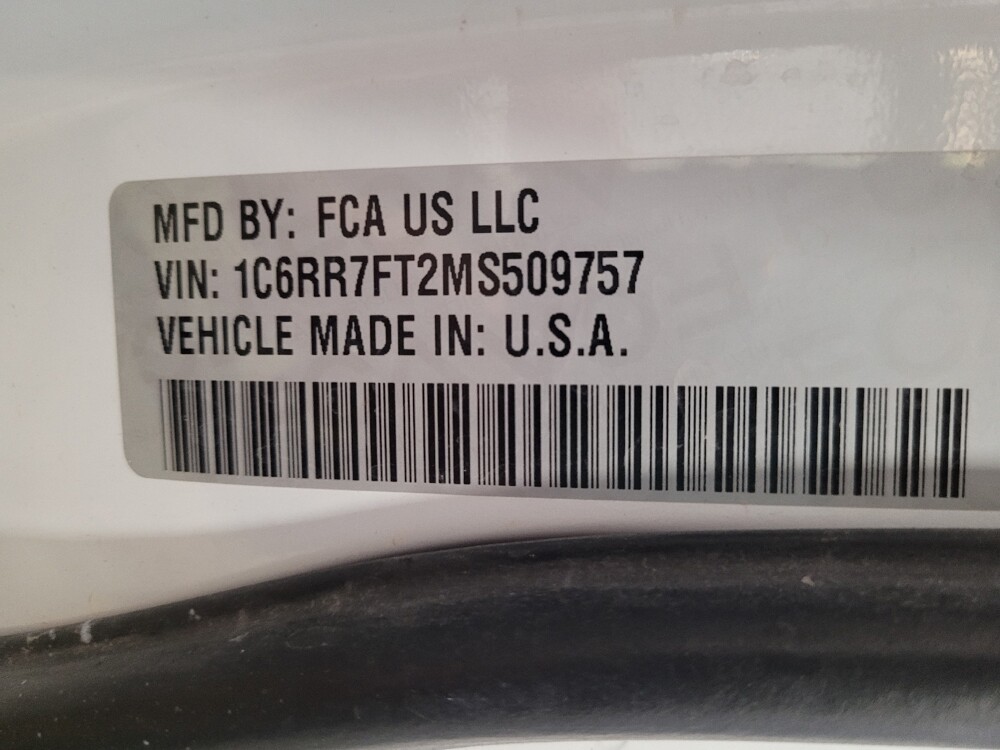 MFD BY: FCA US LLC
VIN: 1C6RR7FT2MS509757
VEHICLE MADE IN: U.S.A.